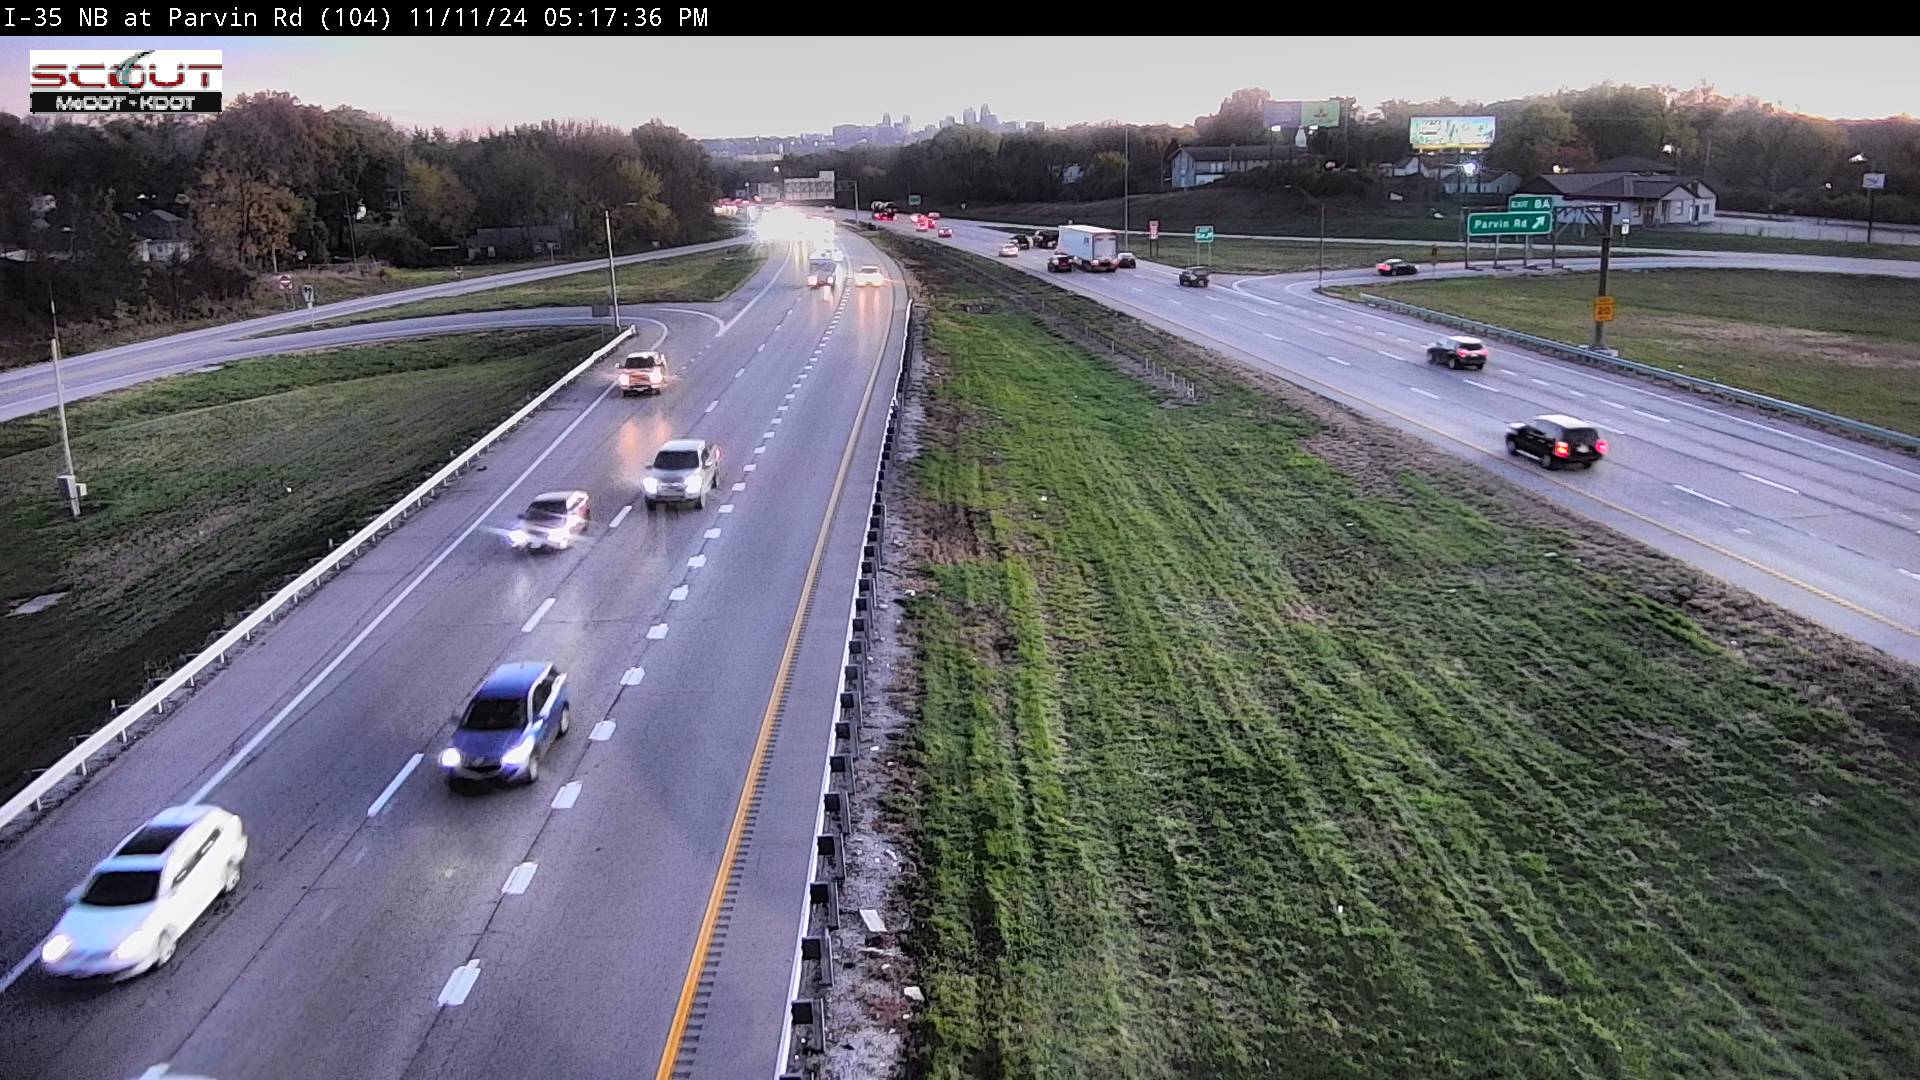 I-35 NB at Parvin Rd (104) 11/11/24 05:17:36 PM
SCOUT
MoDOT - KDOT
EXIT 8A
Parvin Rd
20